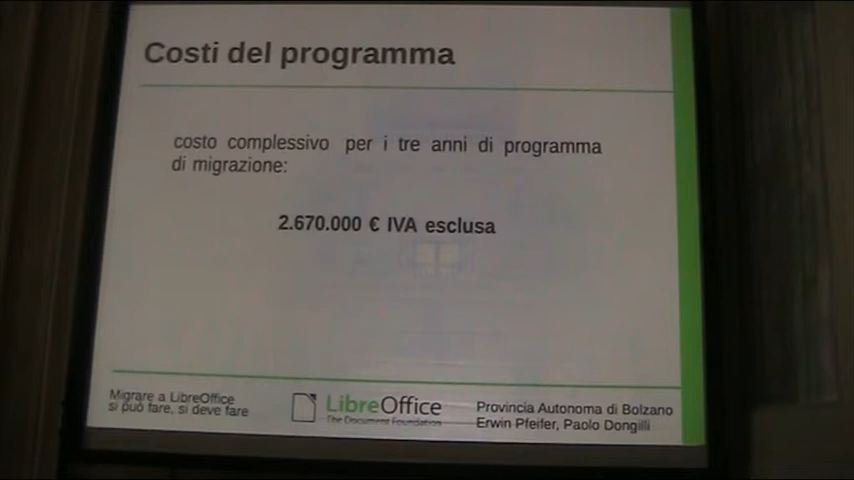 Costi del programma
costo complessivo per i tre anni di programma
di migrazione:
2.670.000 € IVA esclusa
Migrare a LibreOffice
si può fare, si deve fare
LibreOffice
The Document Foundation
Provincia Autonoma di Bolzano
Erwin Pfeifer, Paolo Dongilli